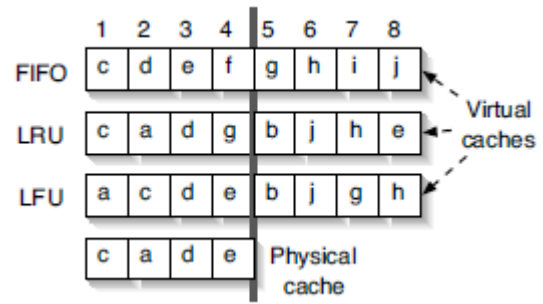 1 2 3 4 5 6 7 8
FIFO c d e f g h i j
Virtual
caches
LRU c a d g b j h e
LFU a c d e b j g h
c a d e Physical
cache